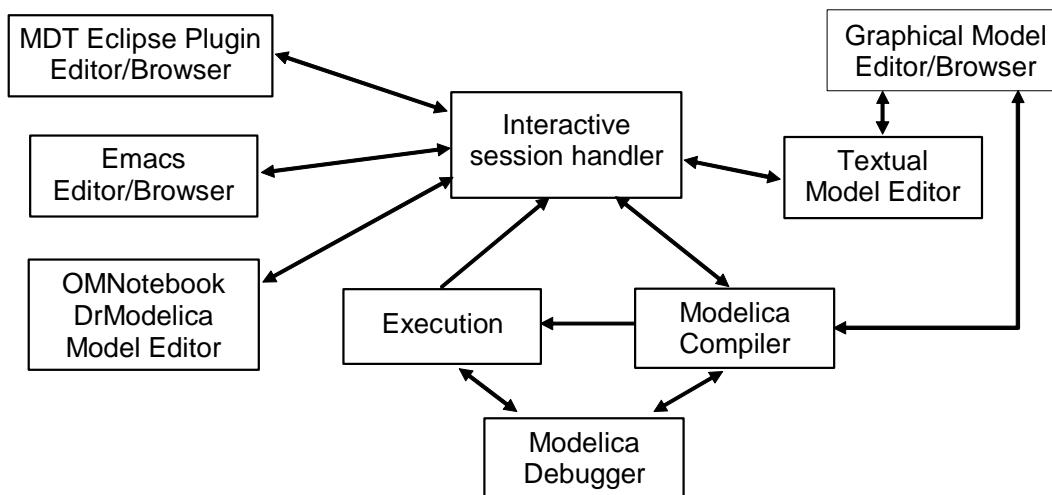 MDT Eclipse Plugin
Editor/Browser
Graphical Model
Editor/Browser
Interactive
session handler
Emacs
Editor/Browser
Textual
Model Editor
OMNotebook
DrModelica
Model Editor
Execution
Modelica
Compiler
Modelica
Debugger